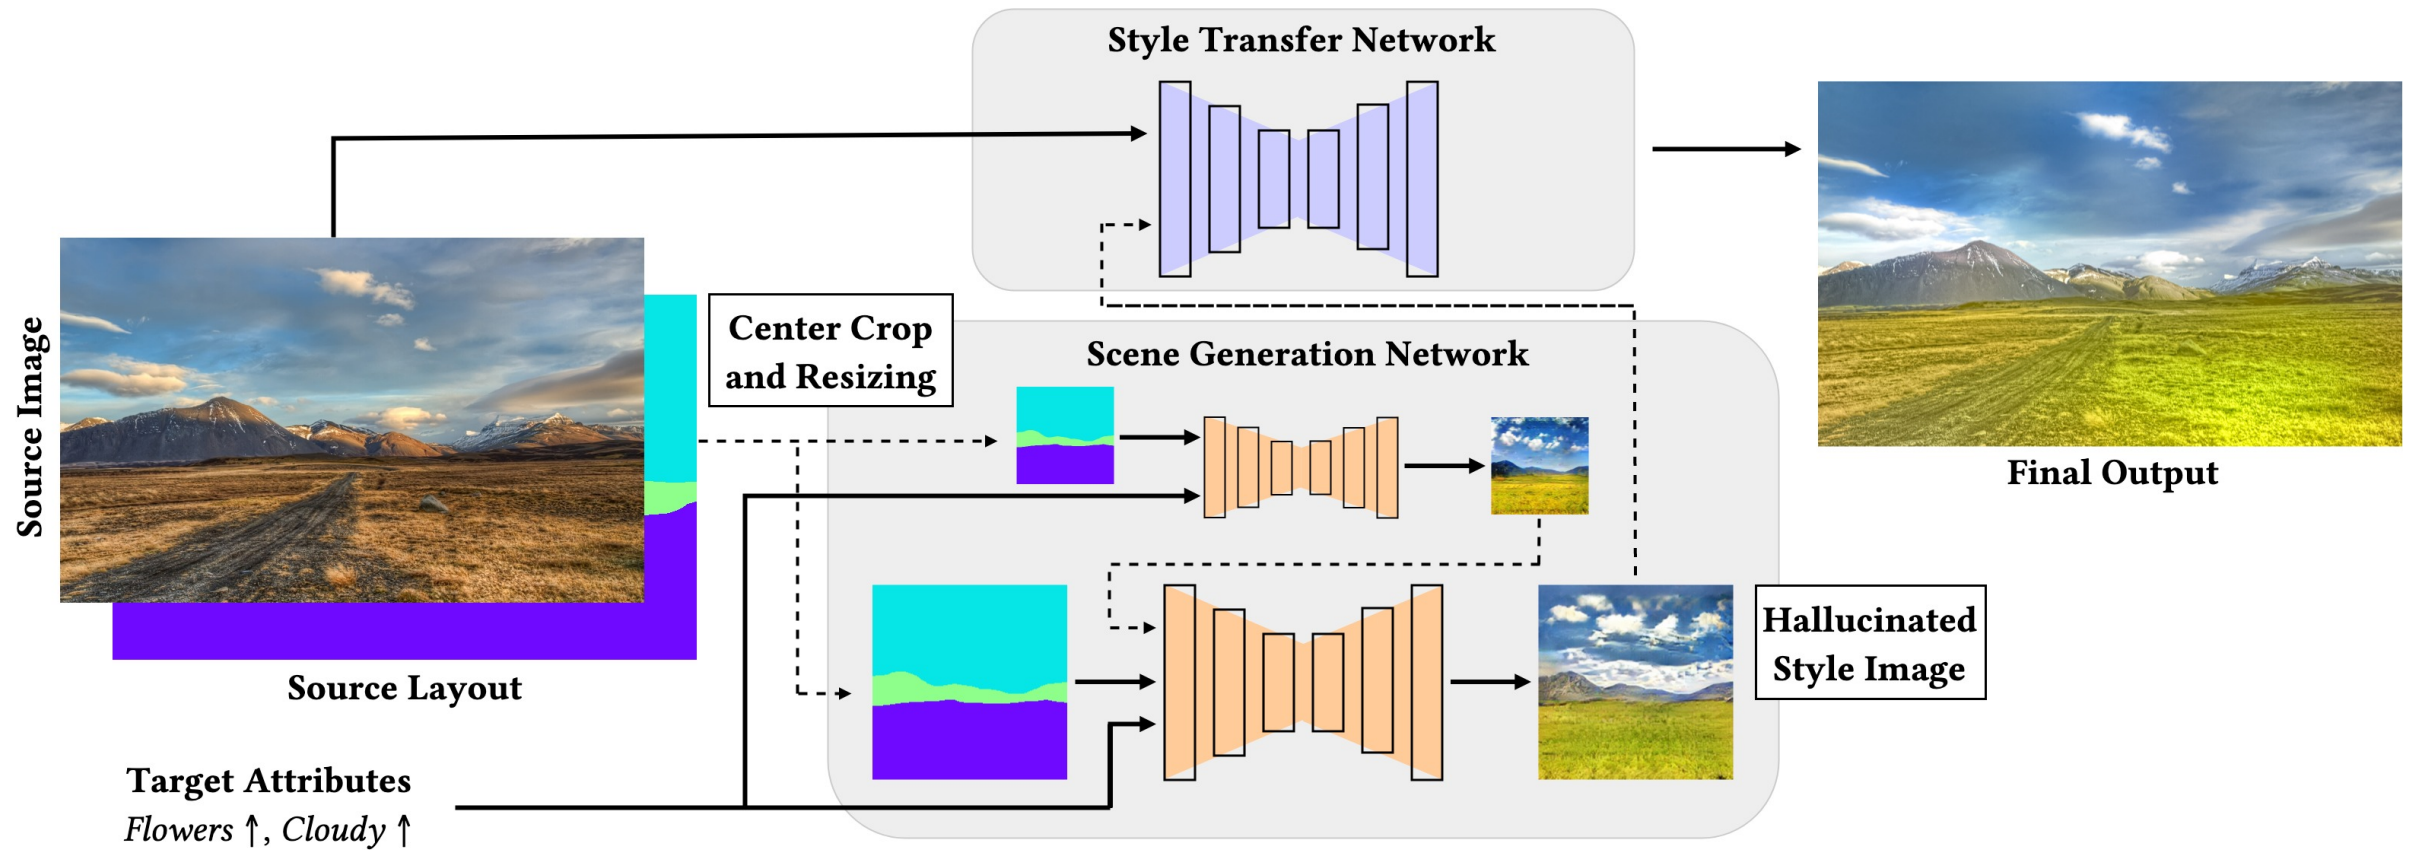 Style Transfer Network
Source Image
Center Crop
and Resizing
Scene Generation Network
Final Output
Hallucinated
Style Image
Source Layout
Target Attributes
Flowers ↑, Cloudy ↑